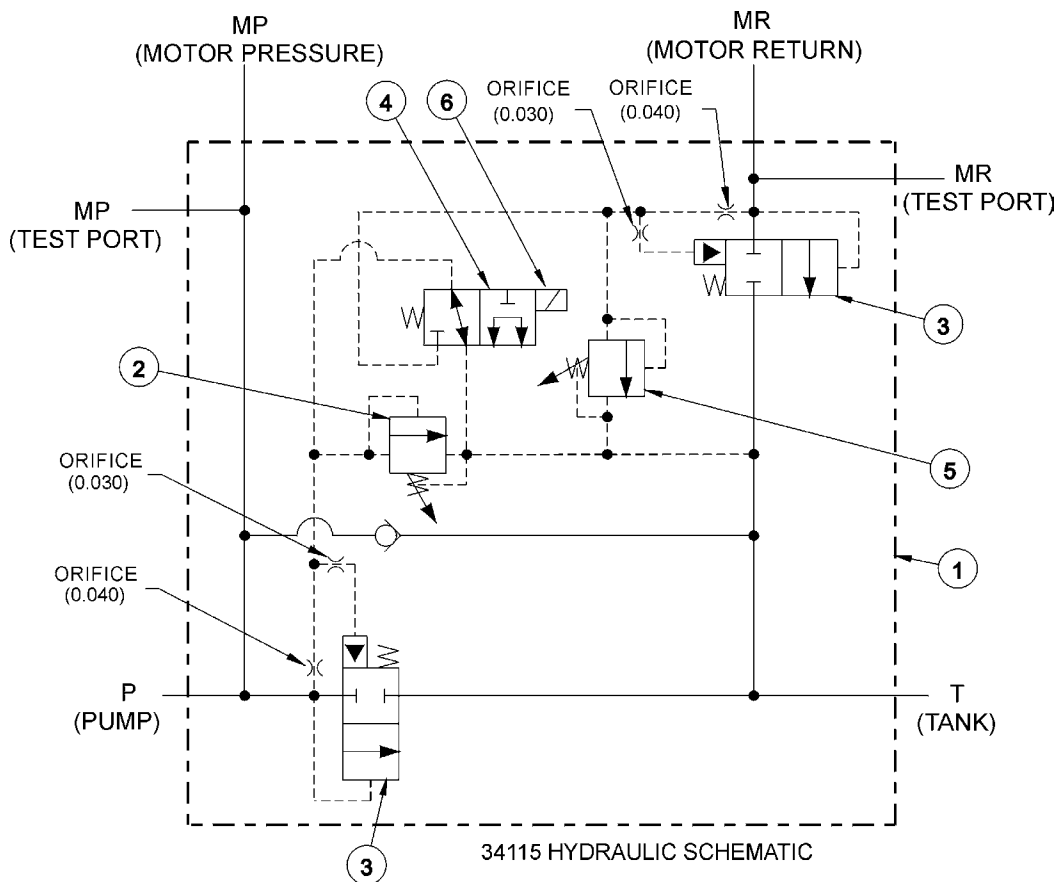 MP
(MOTOR PRESSURE)
MR
(MOTOR RETURN)
4
6
ORIFICE
(0.030)
ORIFICE
(0.040)
MP
(TEST PORT)
MR
(TEST PORT)
3
2
5
ORIFICE
(0.030)
ORIFICE
(0.040)
1
P
(PUMP)
T
(TANK)
3
34115 HYDRAULIC SCHEMATIC